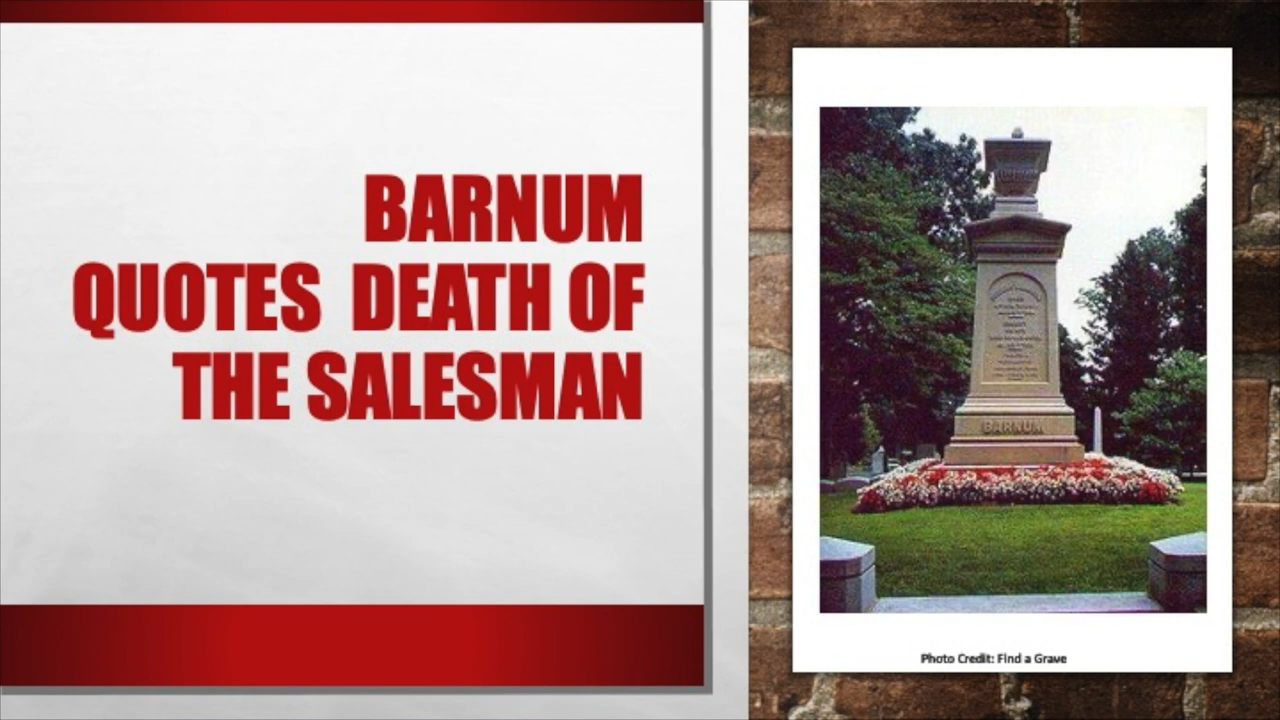 BARNUM
QUOTES DEATH OF
THE SALESMAN
BARNUM
Photo Credit: Find a Grave